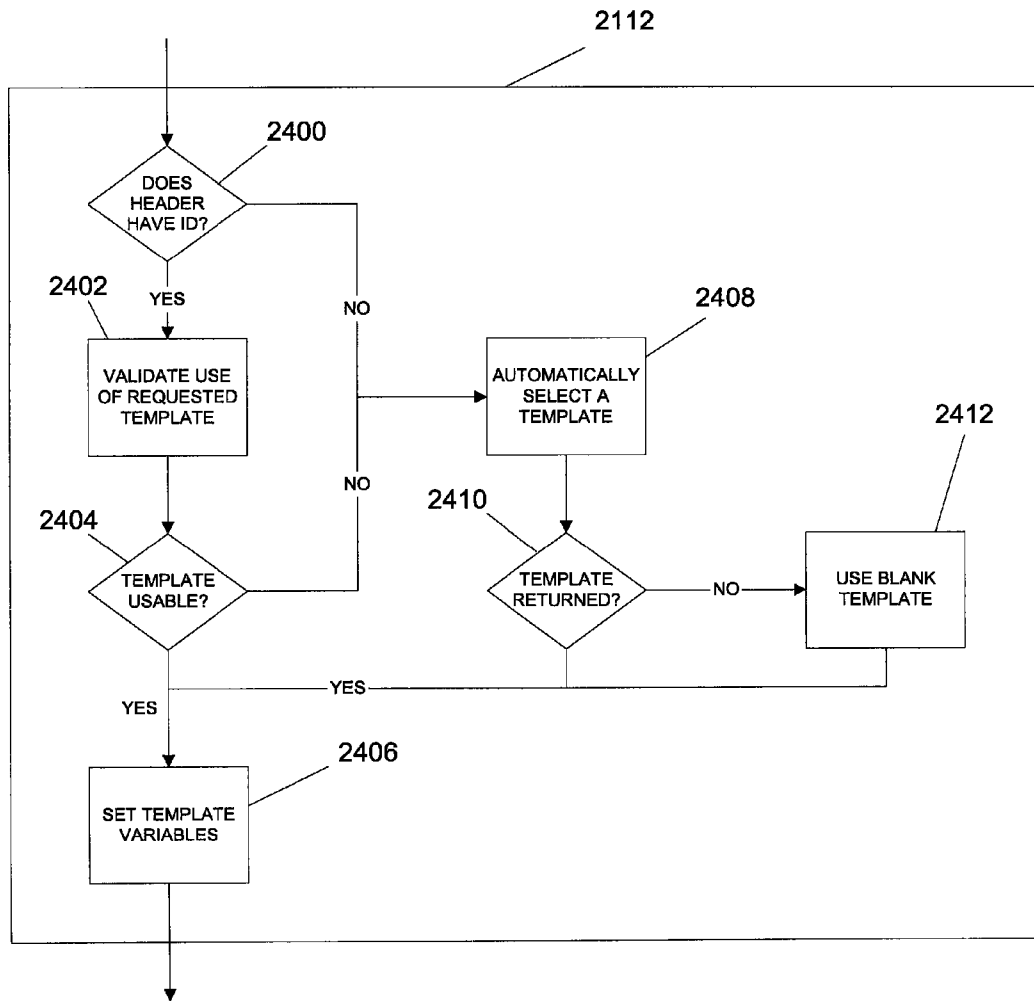 2112
2400
DOES
HEADER
HAVE ID?
2402
YES
NO
2408
VALIDATE USE
OF REQUESTED
TEMPLATE
AUTOMATICALLY
SELECT A
TEMPLATE
2412
NO
2410
2404
TEMPLATE
USABLE?
TEMPLATE
RETURNED?
NO
USE BLANK
TEMPLATE
YES
YES
2406
SET TEMPLATE
VARIABLES